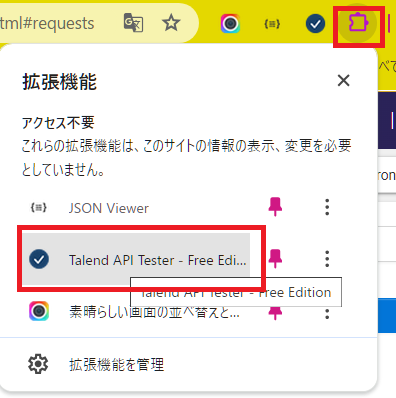 tml#requests
べて
拡張機能
アクセス不要
これらの拡張機能は、このサイトの情報の表示、変更を必要
としていません。
ron
JSON Viewer
Talend API Tester - Free Edi...
Talend API Tester - Free Edition
素晴らしい画面の並べ替えと...
拡張機能を管理